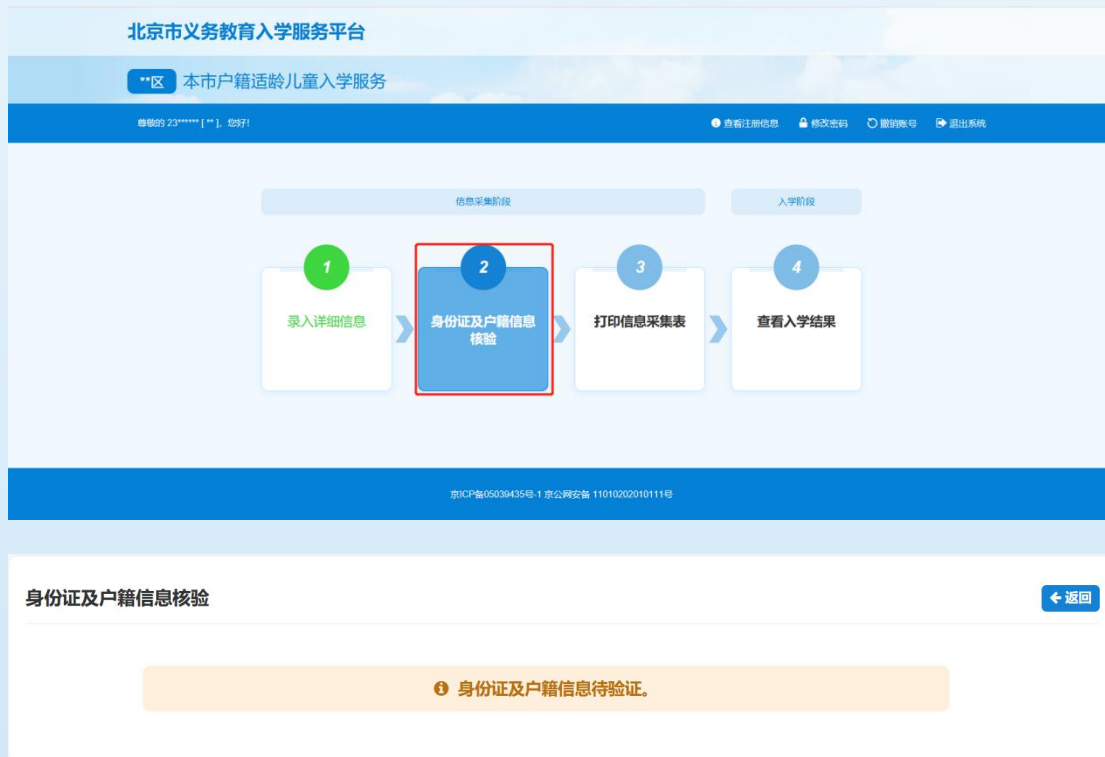 北京市义务教育入学服务平台
**区 本市户籍适龄儿童入学服务
尊敬的 23****** [ ** ]，您好!
查看注册信息 修改密码 撤销账号 退出系统
信息采集阶段 入学阶段
1 2 3 4
录入详细信息 身份证及户籍信息 打印信息采集表 查看入学结果
核验
京ICP备05039435号-1 京公网安备 11010202010111号
身份证及户籍信息核验
返回
身份证及户籍信息待验证。